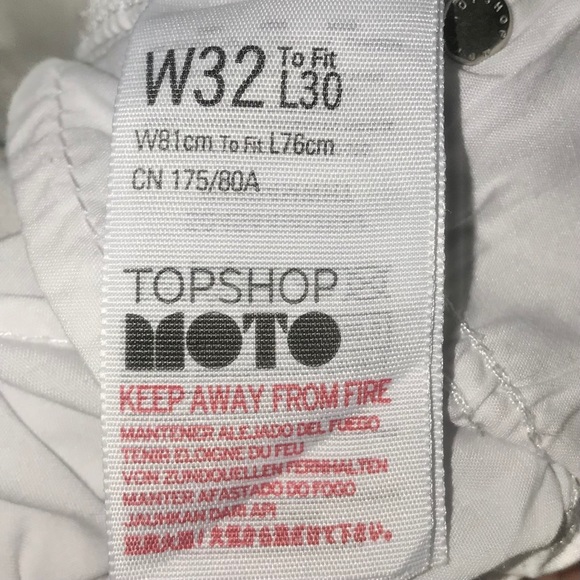 W32 To Fit L30
W81cm To Fit L76cm
CN 175/80A
TOPSHOP
MOTO
KEEP AWAY FROM FIRE
MANTENER ALEJADO DEL FUEGO
TENIR ELOIGNE DU FEU
VON ZUNDQUELLEN FERNHALTEN
MANTER AFASTADO DO FOGO
JAUHKAN DARI API
TOPSHOP